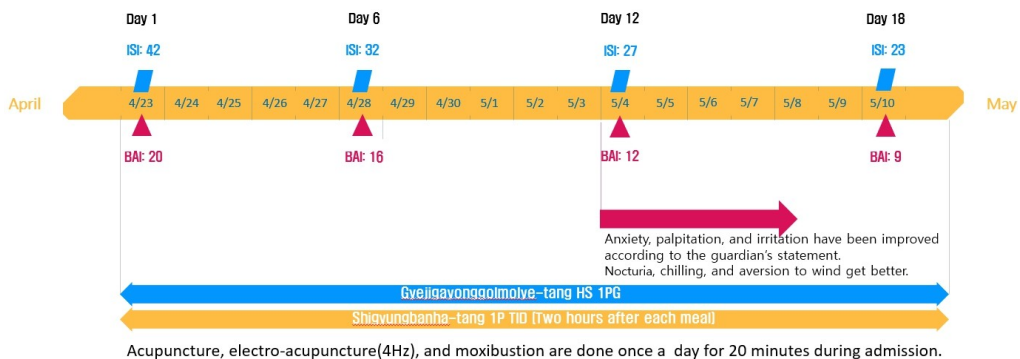 Day 1 Day 6 Day 12 Day 18
ISI: 42 ISI: 32 ISI: 27 ISI: 23
April 4/23 4/24 4/25 4/26 4/27 4/28 4/29 4/30 5/1 5/2 5/3 5/4 5/5 5/6 5/7 5/8 5/9 5/10 May
BAI: 20 BAI: 16 BAI: 12 BAI: 9
Anxiety, palpitation, and irritation have been improved
according to the guardian's statement.
Nocturia, chilling, and aversion to wind get better.
Gyejigayonggolmolye-tang HS 1PG
Shigyungbanha-tang 1P TID [Two hours after each meal]
Acupuncture, electro-acupuncture(4Hz), and moxibustion are done once a day for 20 minutes during admission.